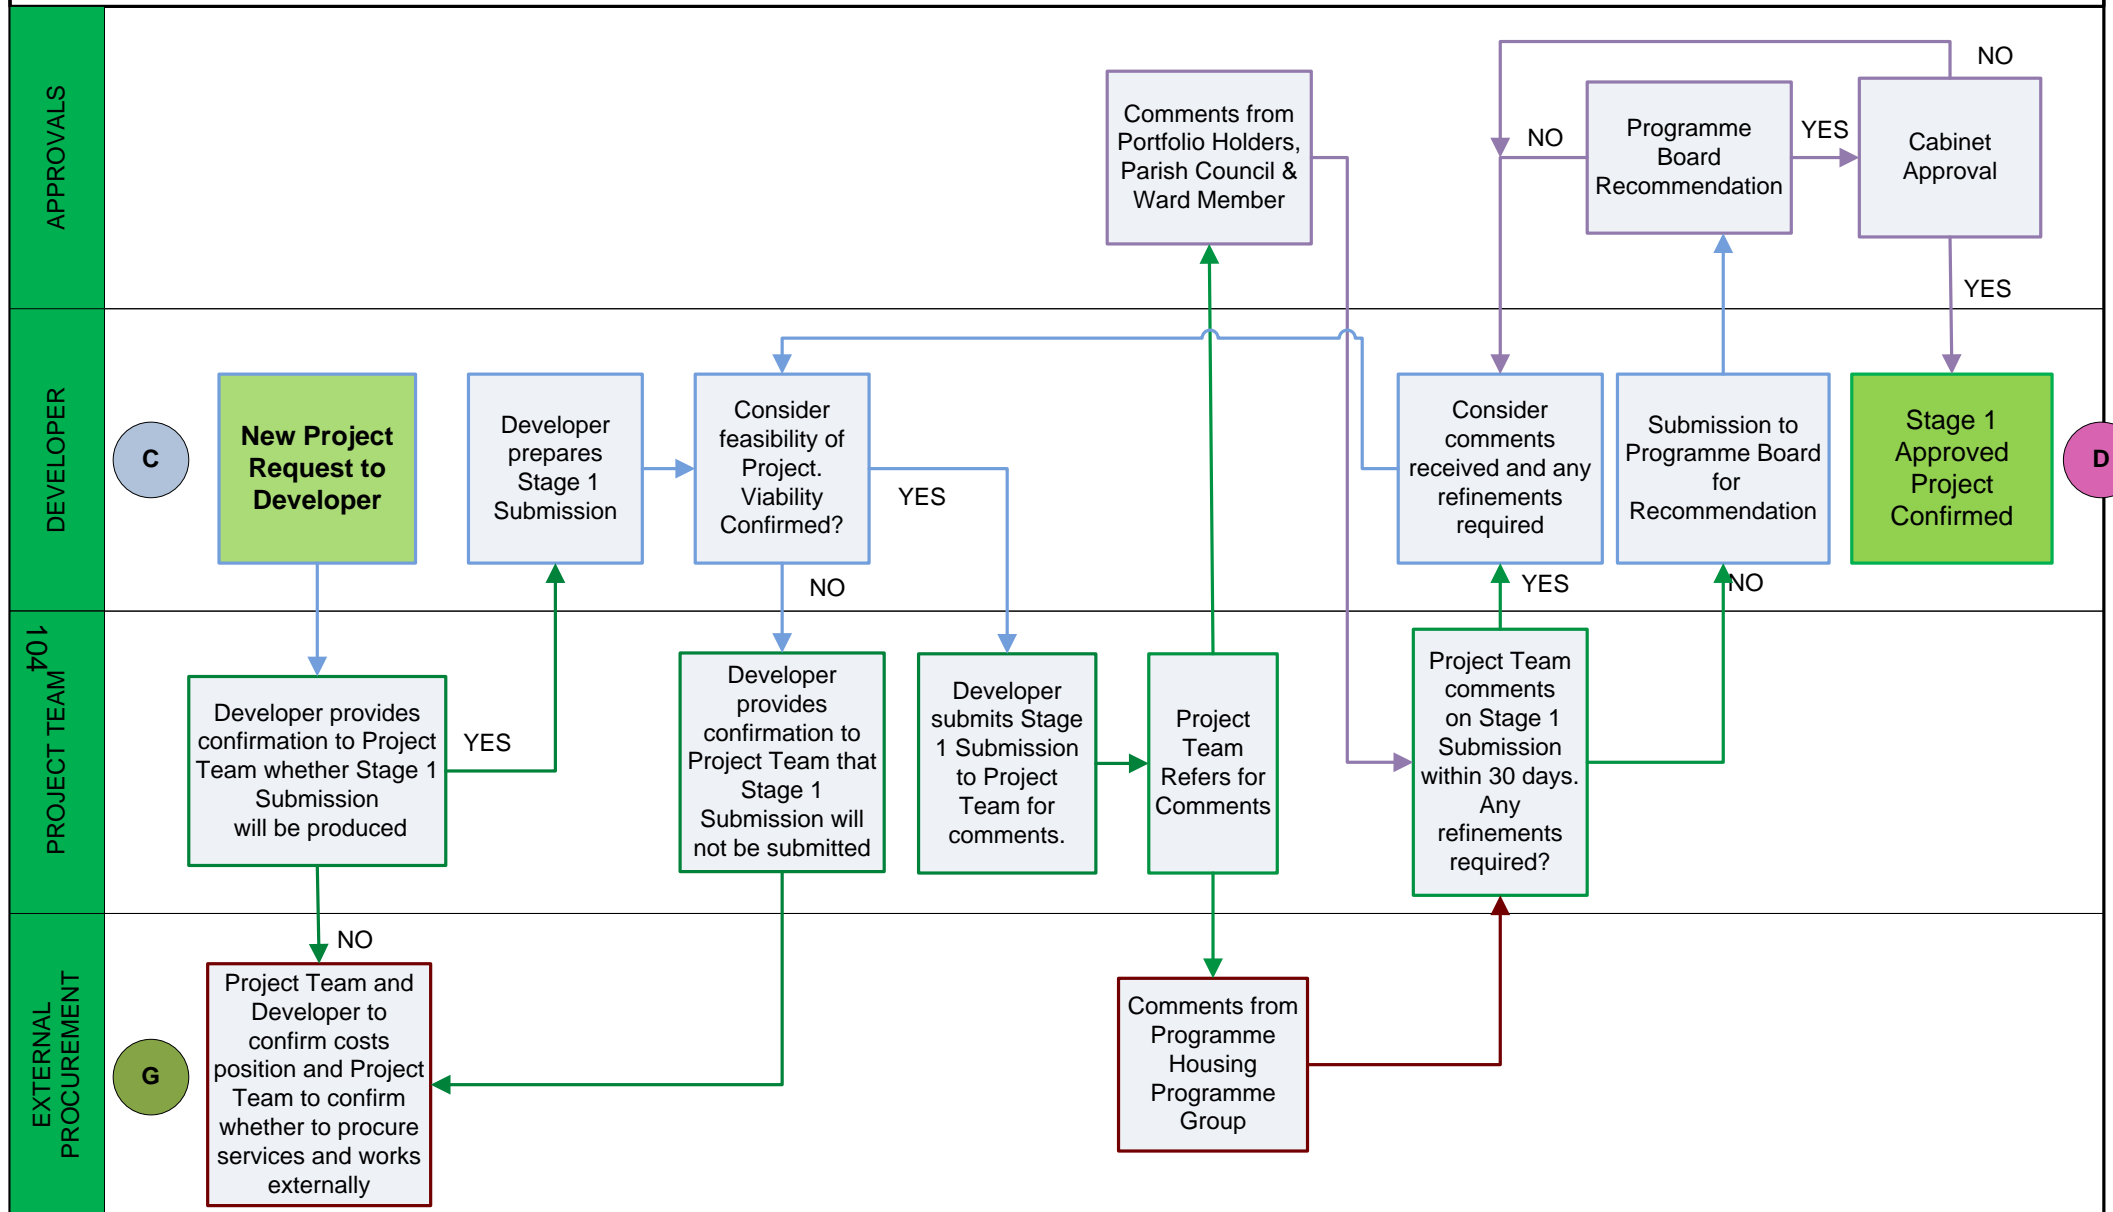 APPROVALS
Comments from
Portfolio Holders,
Parish Council &
Ward Member
NO
Programme
Board
Recommendation
YES
Cabinet
Approval
NO
YES
DEVELOPER
C
New Project
Request to
Developer
Developer
prepares
Stage 1
Submission
Consider
feasibility of
Project.
Viability
Confirmed?
YES
NO
Consider
comments
received and any
refinements
required
YES
Submission to
Programme Board
for
Recommendation
NO
Stage 1
Approved
Project
Confirmed
D
104
PROJECT TEAM
Developer provides
confirmation to Project
Team whether Stage 1
Submission
will be produced
YES
NO
Developer
provides
confirmation to
Project Team that
Stage 1
Submission will
not be submitted
Developer
submits Stage
1 Submission
to Project
Team for
comments.
Project
Team
Refers for
Comments
Project Team
comments
on Stage 1
Submission
within 30 days.
Any
refinements
required?
EXTERNAL
PROCUREMENT
G
Project Team and
Developer to
confirm costs
position and Project
Team to confirm
whether to procure
services and works
externally
Comments from
Programme
Housing
Programme
Group